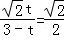 √2 t / (3 − t) = √2 / 2